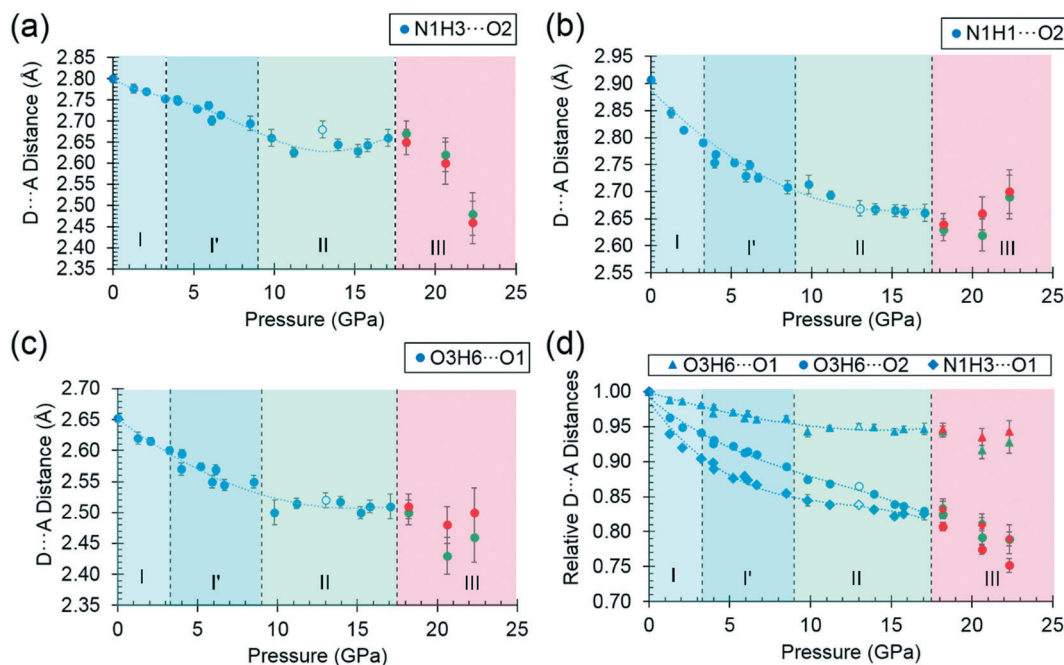 (a)
N1H3···O2
D···A Distance (Å)
2.80
2.75
2.70
2.65
2.60
2.55
2.50
2.45
2.40
2.35
I
I'
II
III
0 5 10 15 20 25
Pressure (GPa)
(b)
N1H1···O2
D···A Distance (Å)
2.95
2.90
2.85
2.80
2.75
2.70
2.65
2.60
2.55
I
I'
II
III
0 5 10 15 20 25
Pressure (GPa)
(c)
O3H6···O1
D···A Distance (Å)
2.70
2.65
2.60
2.55
2.50
2.45
2.40
2.35
I
I'
II
III
0 5 10 15 20 25
Pressure (GPa)
(d)
O3H6···O1 O3H6···O2 N1H3···O1
Relative D···A Distances
1.00
0.95
0.90
0.85
0.80
0.75
0.70
I
I'
II
III
0 5 10 15 20 25
Pressure (GPa)